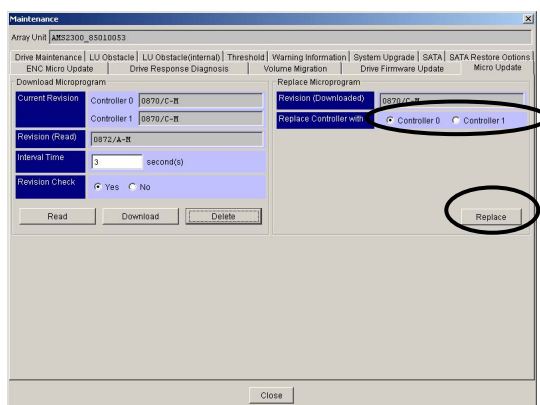 Maintenance
Array Unit AMS2300_85010053
Drive Maintenance LU Obstacle LU Obstacle(internal) Threshold Warning Information System Upgrade SATA SATA Restore Options
ENC Micro Update Drive Response Diagnosis Volume Migration Drive Firmware Update Micro Update
Download Microprogram
Current Revision Controller 0 0870/C-M
Controller 1 0870/C-M
Revision (Read) 0872/A-M
Interval Time 3 second(s)
Revision Check Yes No
Read Download Delete
Replace Microprogram
Revision (Downloaded) 0870/C-M
Replace Controller with Controller 0 Controller 1
Replace
Close